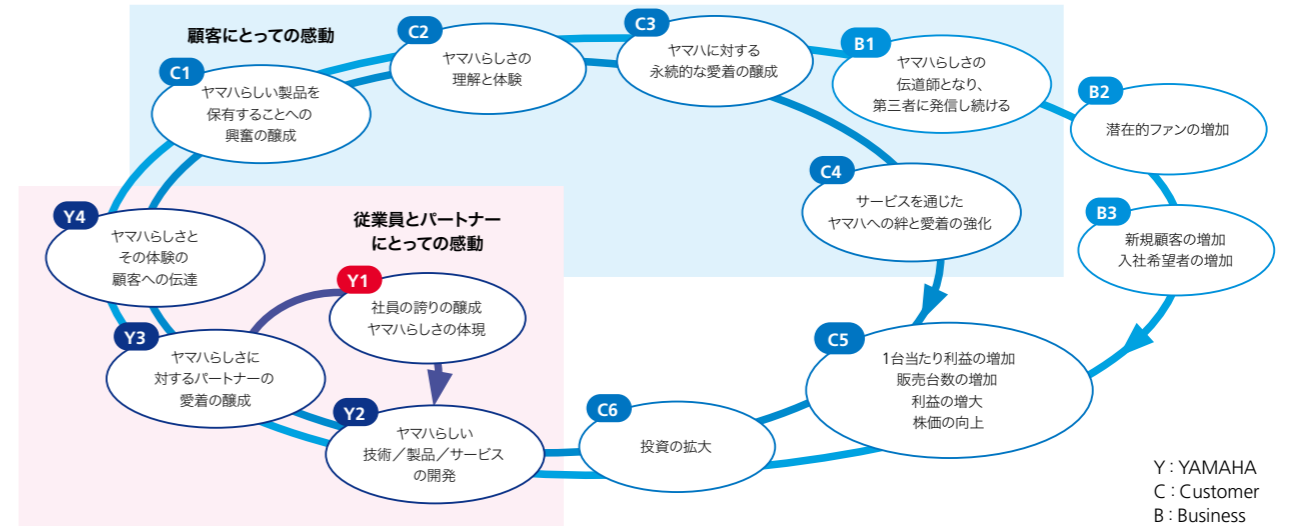 顧客にとっての感動
C1
ヤマハらしい製品を
保有することへの
興奮の醸成
C2
ヤマハらしさの
理解と体験
C3
ヤマハに対する
永続的な愛着の醸成
B1
ヤマハらしさの
伝道師となり、
第三者に発信し続ける
B2
潜在的ファンの増加
B3
新規顧客の増加
入社希望者の増加
C4
サービスを通じた
ヤマハへの絆と愛着の強化
従業員とパートナー
にとっての感動
Y4
ヤマハらしさと
その体験の
顧客への伝達
Y1
社員の誇りの醸成
ヤマハらしさの体現
Y3
ヤマハらしさに
対するパートナーの
愛着の醸成
Y2
ヤマハらしい
技術／製品／サービス
の開発
C6
投資の拡大
C5
1台当たり利益の増加
販売台数の増加
利益の増大
株価の向上
Y：YAMAHA
C：Customer
B：Business